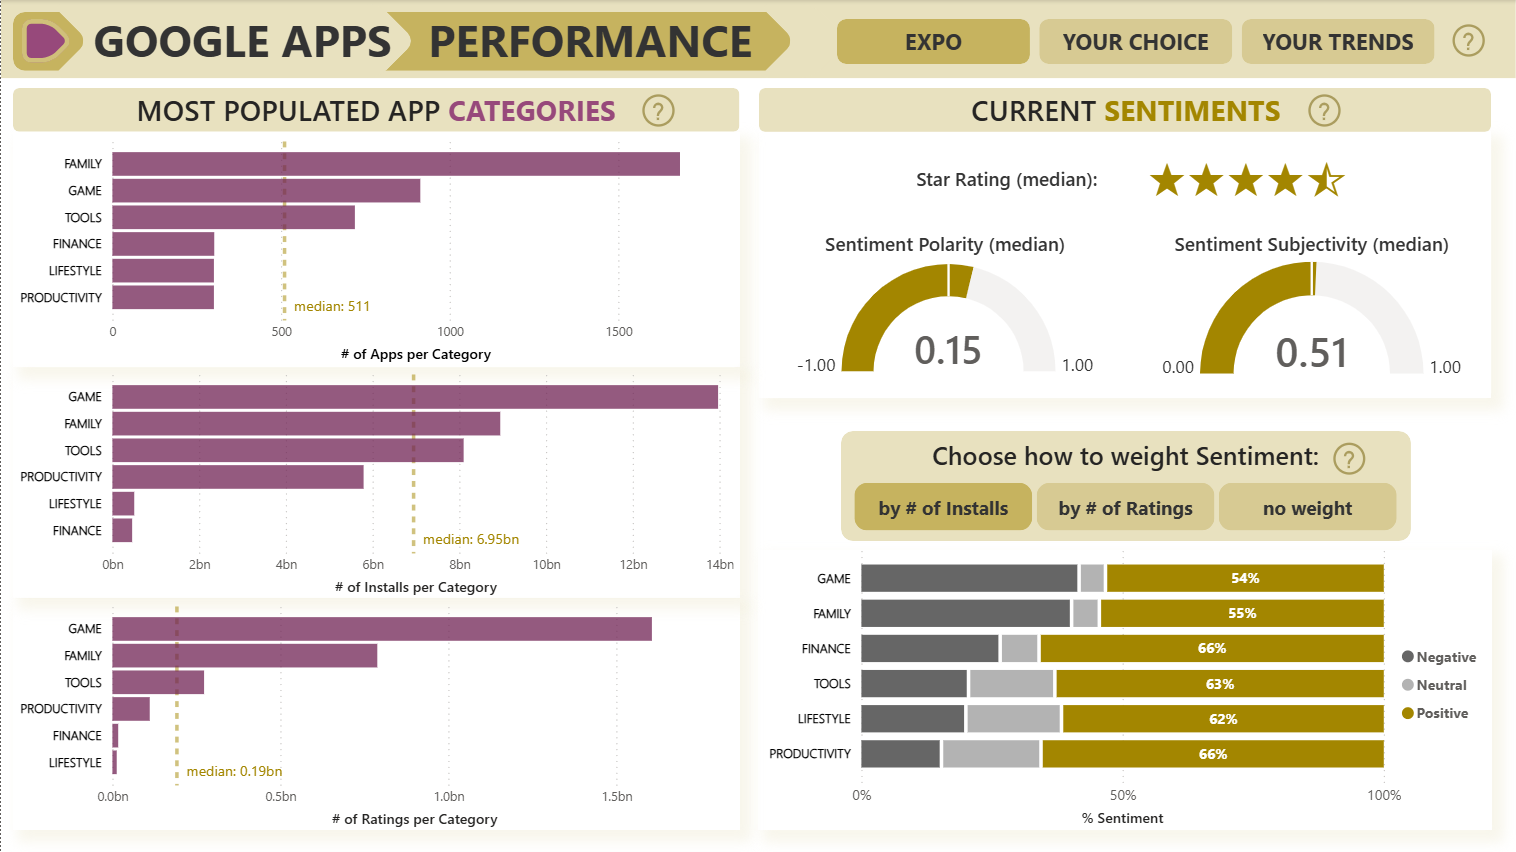 GOOGLE APPS PERFORMANCE
EXPO
YOUR CHOICE
YOUR TRENDS
?
MOST POPULATED APP CATEGORIES ?
FAMILY
GAME
TOOLS
FINANCE
LIFESTYLE
PRODUCTIVITY
median: 511
0 500 1000 1500
# of Apps per Category
GAME
FAMILY
TOOLS
PRODUCTIVITY
LIFESTYLE
FINANCE
median: 6.95bn
0bn 2bn 4bn 6bn 8bn 10bn 12bn 14bn
# of Installs per Category
GAME
FAMILY
TOOLS
PRODUCTIVITY
FINANCE
LIFESTYLE
median: 0.19bn
0.0bn 0.5bn 1.0bn 1.5bn
# of Ratings per Category
CURRENT SENTIMENTS ?
Star Rating (median):
Sentiment Polarity (median)
0.15
-1.00 1.00
Sentiment Subjectivity (median)
0.51
0.00 1.00
Choose how to weight Sentiment: ?
by # of Installs
by # of Ratings
no weight
GAME 54%
FAMILY 55%
FINANCE 66%
TOOLS 63%
LIFESTYLE 62%
PRODUCTIVITY 66%
0% 50% 100%
% Sentiment
Negative
Neutral
Positive